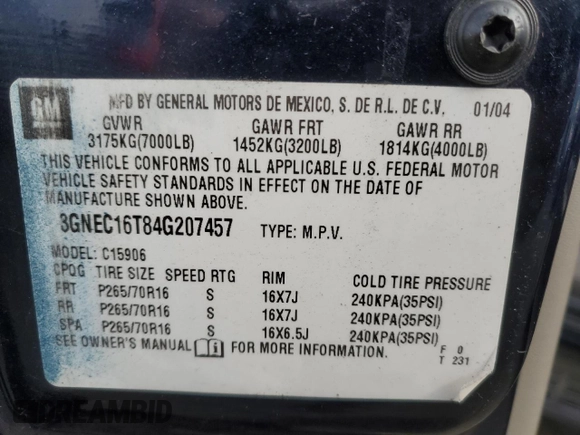 GM
MFD BY GENERAL MOTORS DE MEXICO, S. DE R.L. DE C.V. 01/04
GVWR GAWR FRT GAWR RR
3175KG(7000LB) 1452KG(3200LB) 1814KG(4000LB)
THIS VEHICLE CONFORMS TO ALL APPLICABLE U.S. FEDERAL MOTOR
VEHICLE SAFETY STANDARDS IN EFFECT ON THE DATE OF
MANUFACTURE SHOWN ABOVE.
3GNEC16T84G207457 TYPE: M.P.V.
MODEL: C15906
TIRE SIZE SPEED RTG RIM COLD TIRE PRESSURE
FRT P265/70R16 S 16X7J 240KPA(35PSI)
RR P265/70R16 S 16X7J 240KPA(35PSI)
SPA P265/70R16 S 16X6.5J 240KPA(35PSI)
SEE OWNER'S MANUAL FOR MORE INFORMATION. F 0
T 231
DREAMBID